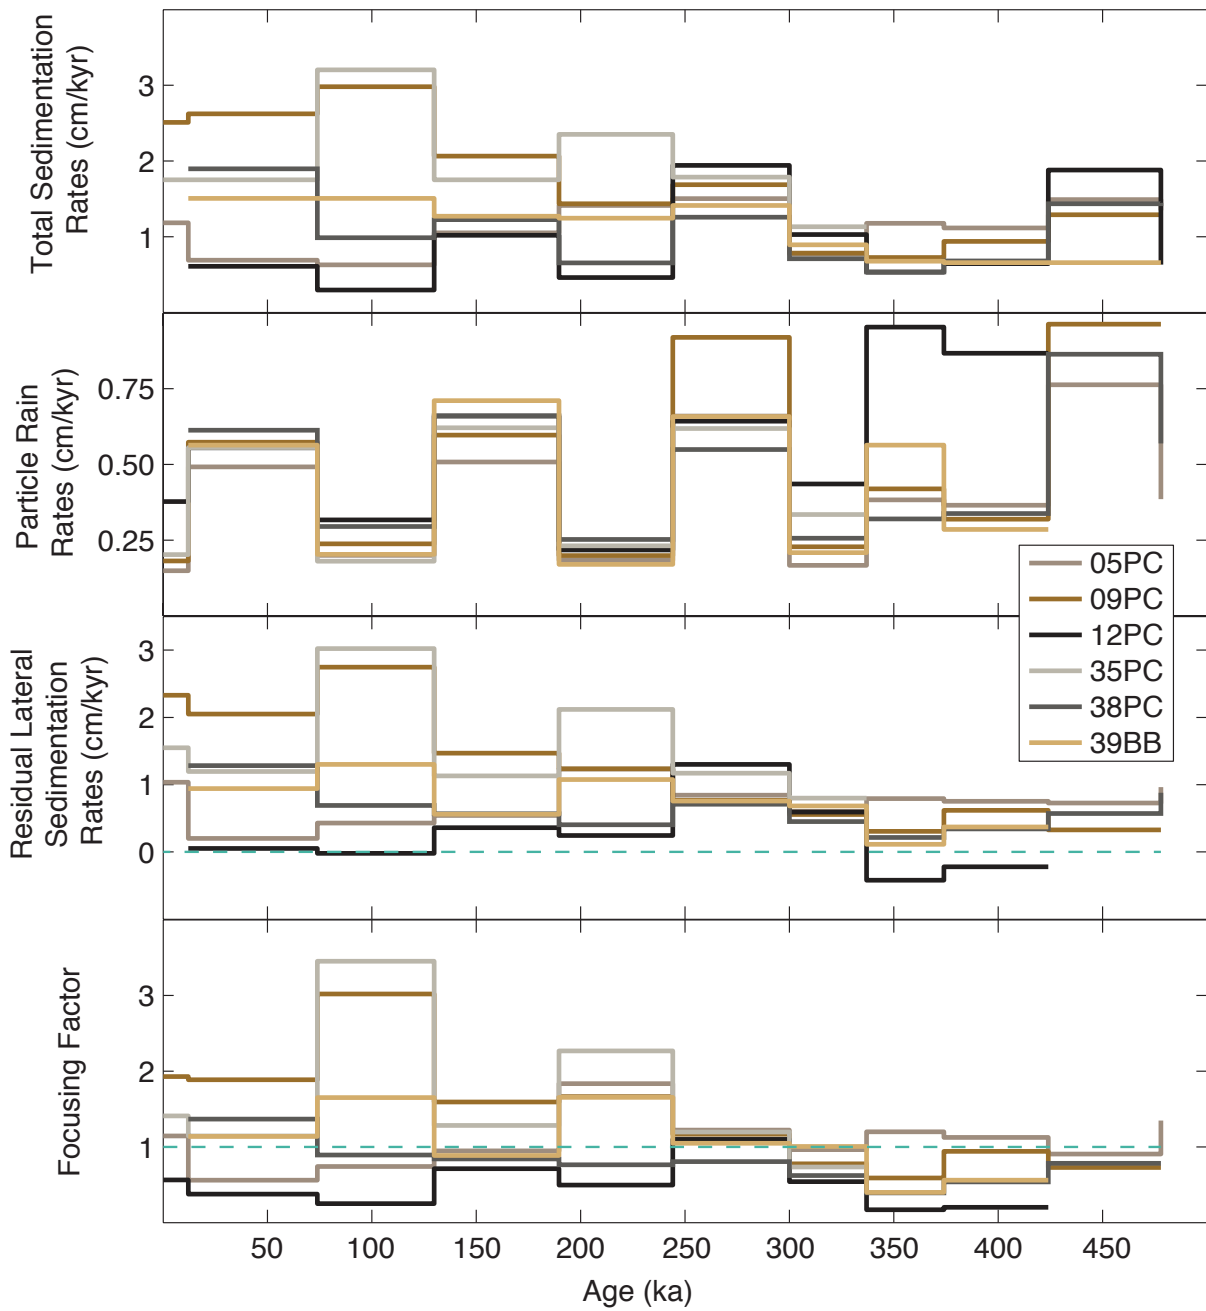 Total Sedimentation
Rates (cm/kyr)
3
2
1
Particle Rain
Rates (cm/kyr)
0.75
0.50
0.25
05PC
09PC
12PC
35PC
38PC
39BB
Residual Lateral
Sedimentation
Rates (cm/kyr)
3
2
1
0
Focusing Factor
3
2
1
50 100 150 200 250 300 350 400 450
Age (ka)